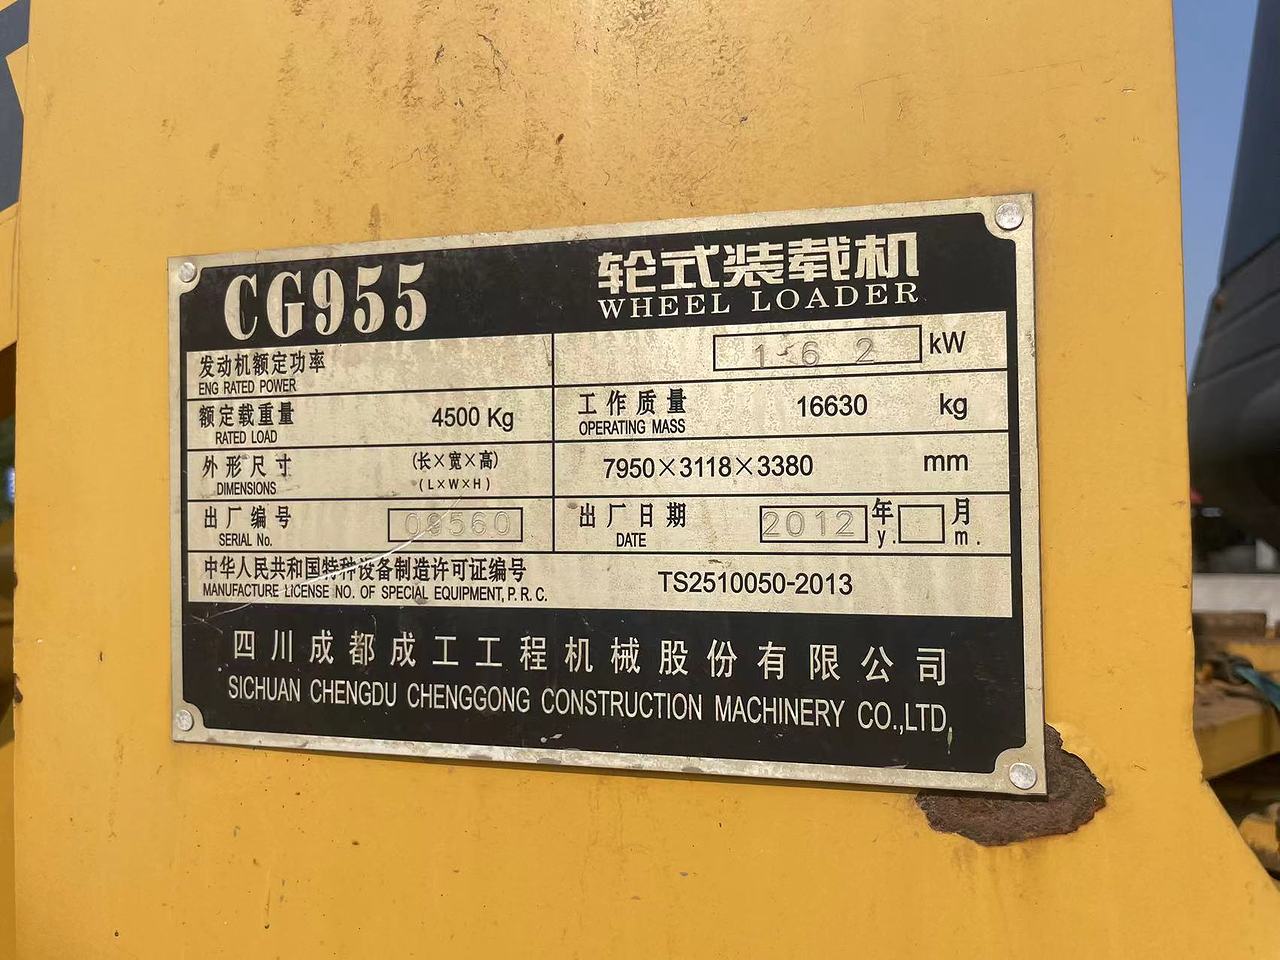 CG955
轮式装载机
WHEEL LOADER
发动机额定功率
ENG RATED POWER
162 kW
额定载重量 4500 Kg
RATED LOAD
工作质量 16630 kg
OPERATING MASS
外形尺寸 (长×宽×高)
DIMENSIONS (L×W×H)
7950×3118×3380 mm
出厂编号 09560
SERIAL No.
出厂日期 2012 年 月
DATE y. m.
中华人民共和国特种设备制造许可证编号
MANUFACTURE LICENSE NO. OF SPECIAL EQUIPMENT, P. R. C.
TS2510050-2013
四川成都成工工程机械股份有限公司
SICHUAN CHENGDU CHENGGONG CONSTRUCTION MACHINERY CO.,LTD,